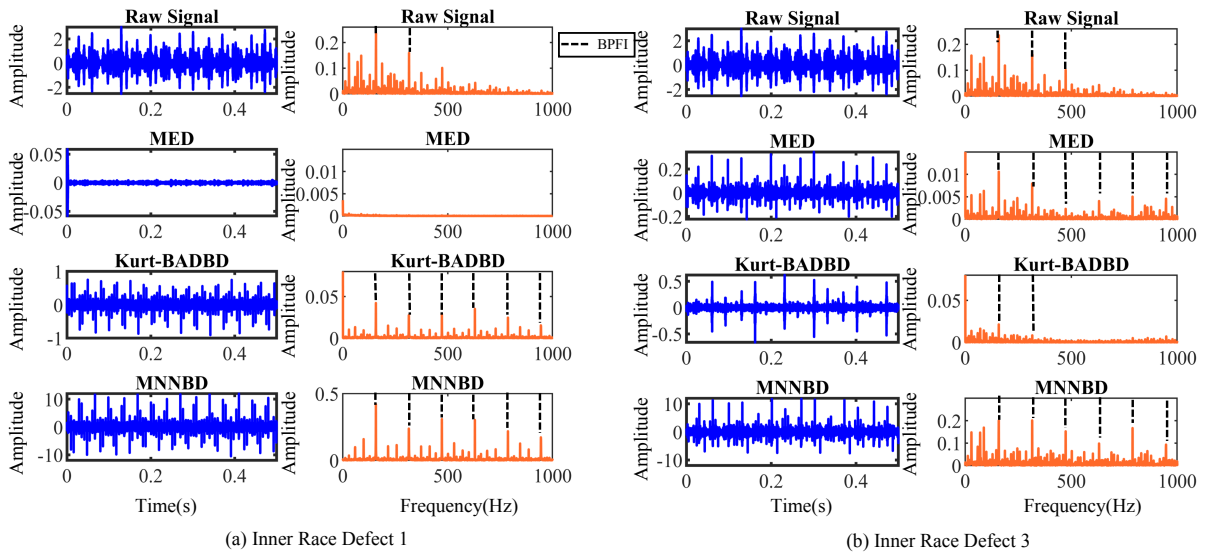 Raw Signal
Amplitude
2
0
-2
0 0.2 0.4
Raw Signal
Amplitude
0.2
0.1
0
0 500 1000
BPFI
MED
Amplitude
0.05
0
-0.05
0 0.2 0.4
MED
Amplitude
0.01
0.005
0
0 500 1000
Kurt-BADBD
Amplitude
1
0
-1
0 0.2 0.4
Kurt-BADBD
Amplitude
0.05
0
0 500 1000
MNNBD
Amplitude
10
0
-10
0 0.2 0.4
Time(s)
MNNBD
Amplitude
0.5
0
0 500 1000
Frequency(Hz)
(a) Inner Race Defect 1
Raw Signal
Amplitude
2
0
-2
0 0.2 0.4
Raw Signal
Amplitude
0.2
0.1
0
0 500 1000
MED
Amplitude
0.2
0
-0.2
0 0.2 0.4
MED
Amplitude
0.01
0.005
0
0 500 1000
Kurt-BADBD
Amplitude
0.5
0
-0.5
0 0.2 0.4
Kurt-BADBD
Amplitude
0.05
0
0 500 1000
MNNBD
Amplitude
10
0
-10
0 0.2 0.4
Time(s)
MNNBD
Amplitude
0.2
0.1
0
0 500 1000
Frequency(Hz)
(b) Inner Race Defect 3